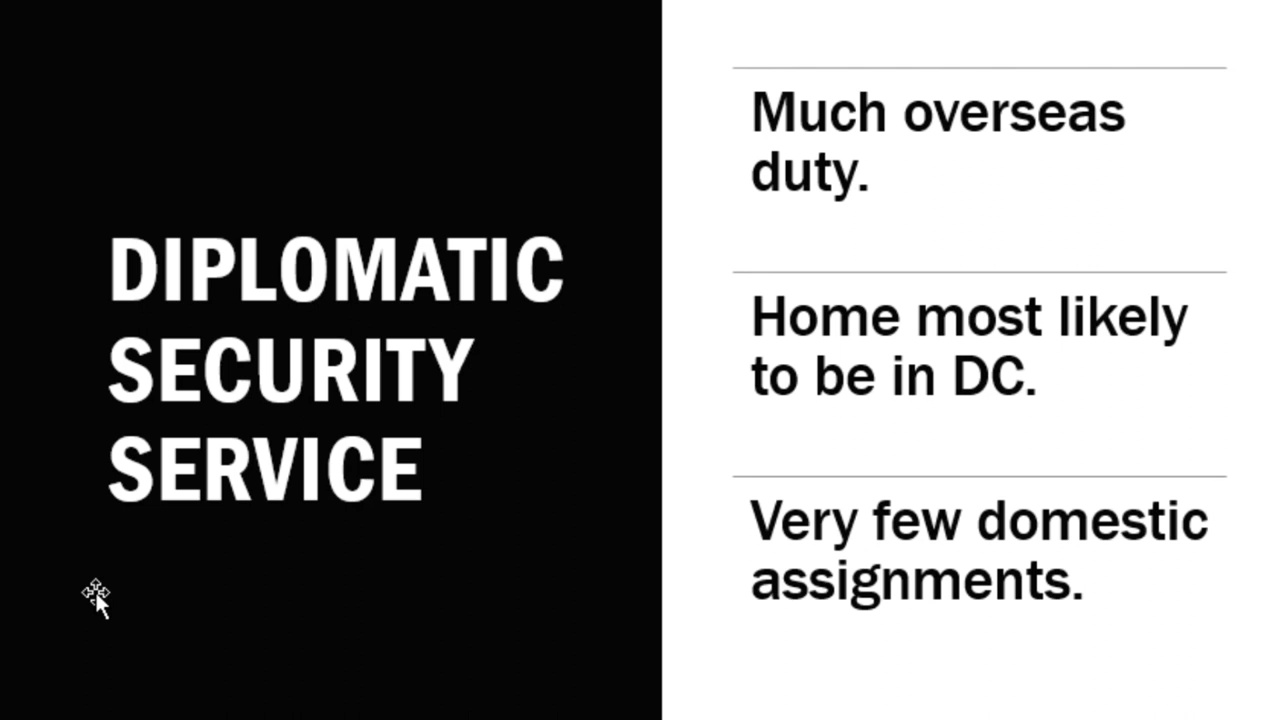 DIPLOMATIC
SECURITY
SERVICE
Much overseas
duty.
Home most likely
to be in DC.
Very few domestic
assignments.